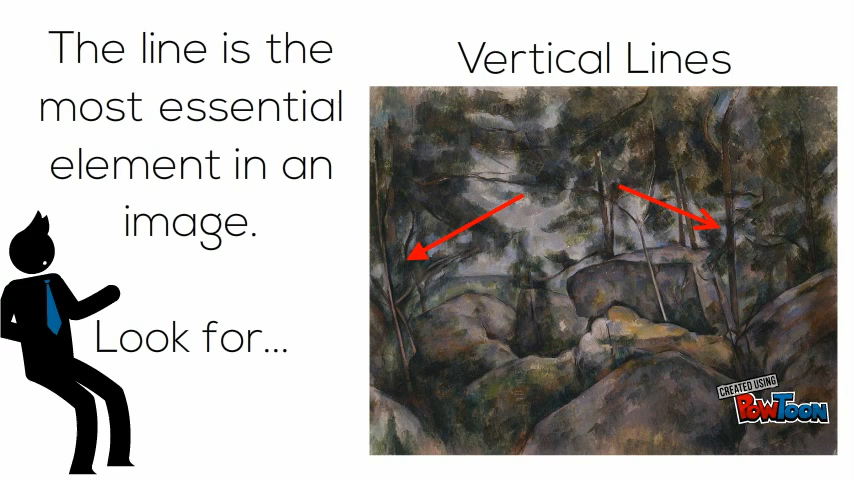 The line is the
most essential
element in an
image.
Look for...
Vertical Lines
CREATED USING
POWTOON